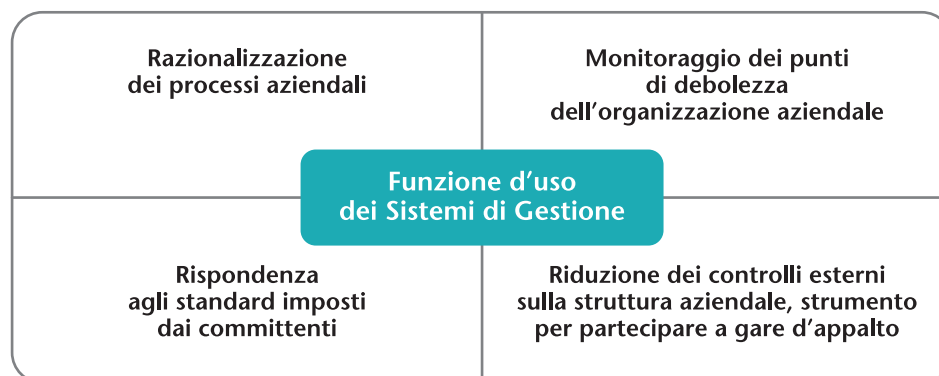 Razionalizzazione
dei processi aziendali
Monitoraggio dei punti
di debolezza
dell'organizzazione aziendale
Funzione d'uso
dei Sistemi di Gestione
Rispondenza
agli standard imposti
dai committenti
Riduzione dei controlli esterni
sulla struttura aziendale, strumento
per partecipare a gare d'appalto